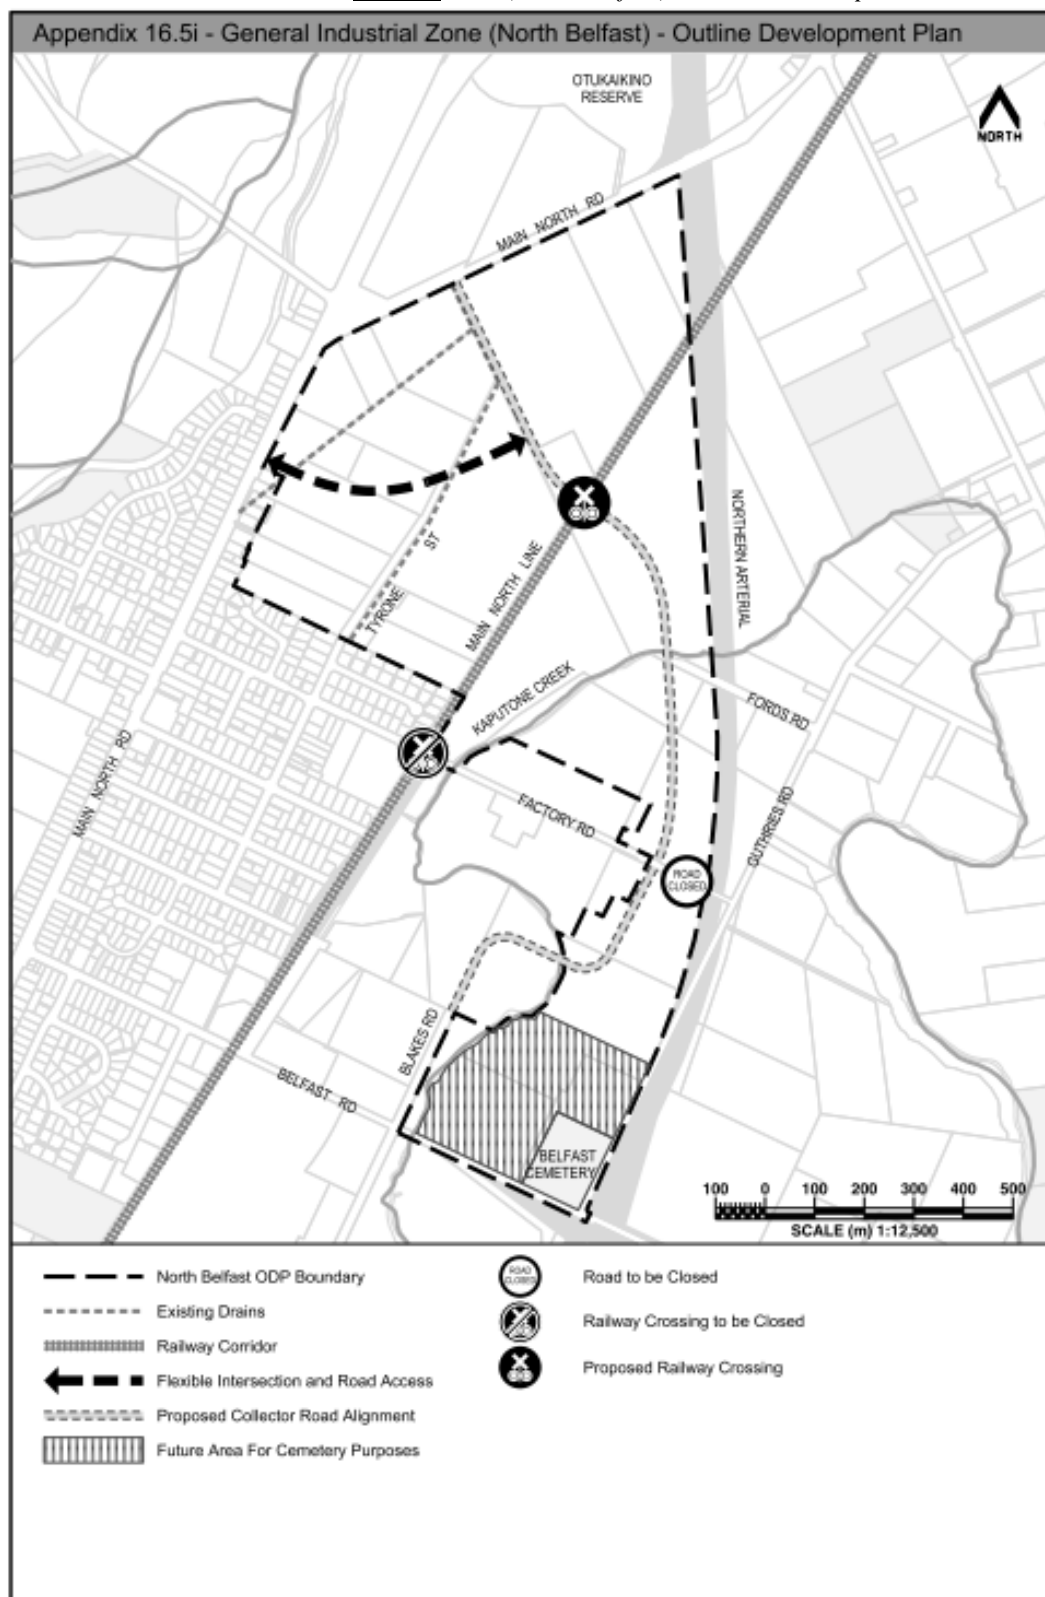 Appendix 16.5i - General Industrial Zone (North Belfast) - Outline Development Plan
OTUKAIKINO
RESERVE
NORTH
MAIN NORTH RD
NORTHERN ARTERIAL
TYRONE ST
MAIN NORTH LINE
KAPUTONE CREEK
FORDS RD
MAIN NORTH RD
FACTORY RD
GUTHRIES RD
ROAD
CLOSED
BLAKES RD
BELFAST RD
BELFAST
CEMETERY
100 0 100 200 300 400 500
SCALE (m) 1:12,500
North Belfast ODP Boundary
Existing Drains
Railway Corridor
Flexible Intersection and Road Access
Proposed Collector Road Alignment
Future Area For Cemetery Purposes
ROAD
CLOSED
Road to be Closed
Railway Crossing to be Closed
Proposed Railway Crossing